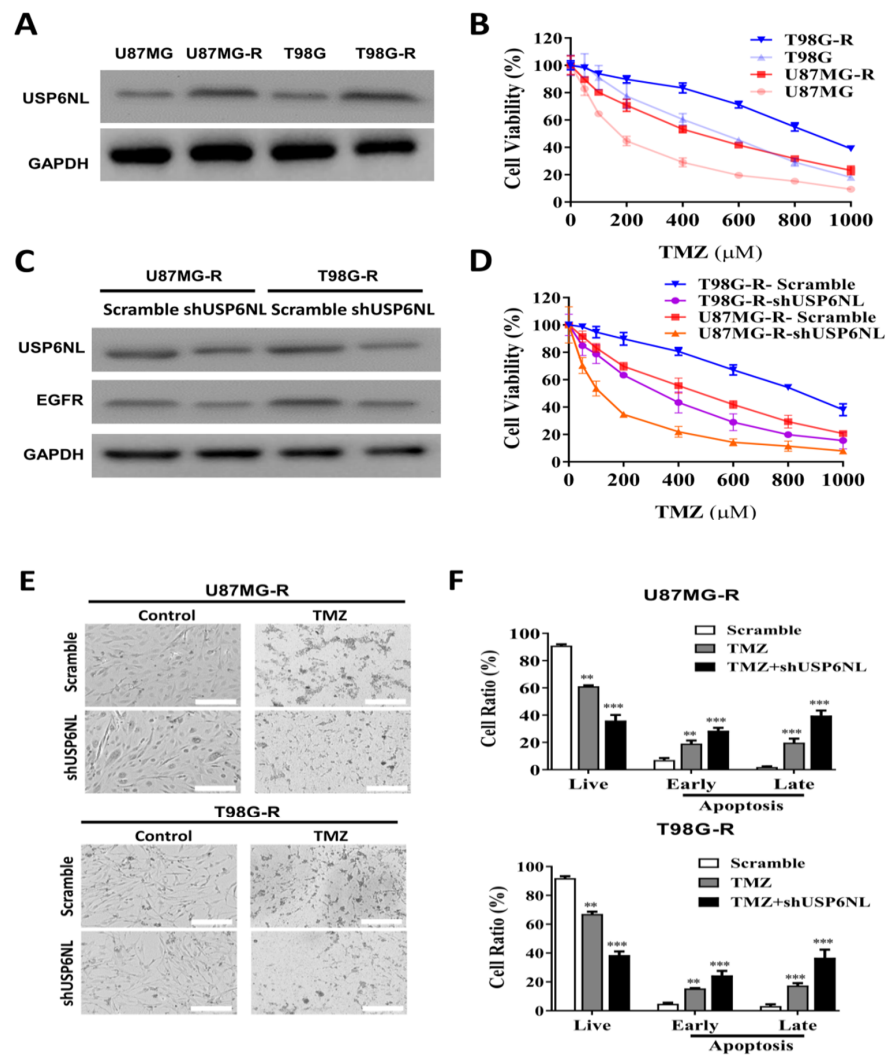 A
U87MG U87MG-R T98G T98G-R
USP6NL
GAPDH
B
Cell Viability (%)
120
100
80
60
40
20
0
0 200 400 600 800 1000
TMZ (µM)
T98G-R
T98G
U87MG-R
U87MG
C
U87MG-R T98G-R
Scramble shUSP6NL Scramble shUSP6NL
USP6NL
EGFR
GAPDH
D
T98G-R- Scramble
T98G-R-shUSP6NL
U87MG-R- Scramble
U87MG-R-shUSP6NL
Cell Viability (%)
120
100
80
60
40
20
0
0 200 400 600 800 1000
TMZ (µM)
E
U87MG-R
Control TMZ
Scramble
shUSP6NL
T98G-R
Control TMZ
Scramble
shUSP6NL
F
U87MG-R
Cell Ratio (%)
100
80
60
40
20
0
Scramble
TMZ
TMZ+shUSP6NL
** *** ** *** *** ***
Live Early Late
Apoptosis
T98G-R
Cell Ratio (%)
100
80
60
40
20
0
Scramble
TMZ
TMZ+shUSP6NL
** *** ** *** *** ***
Live Early Late
Apoptosis